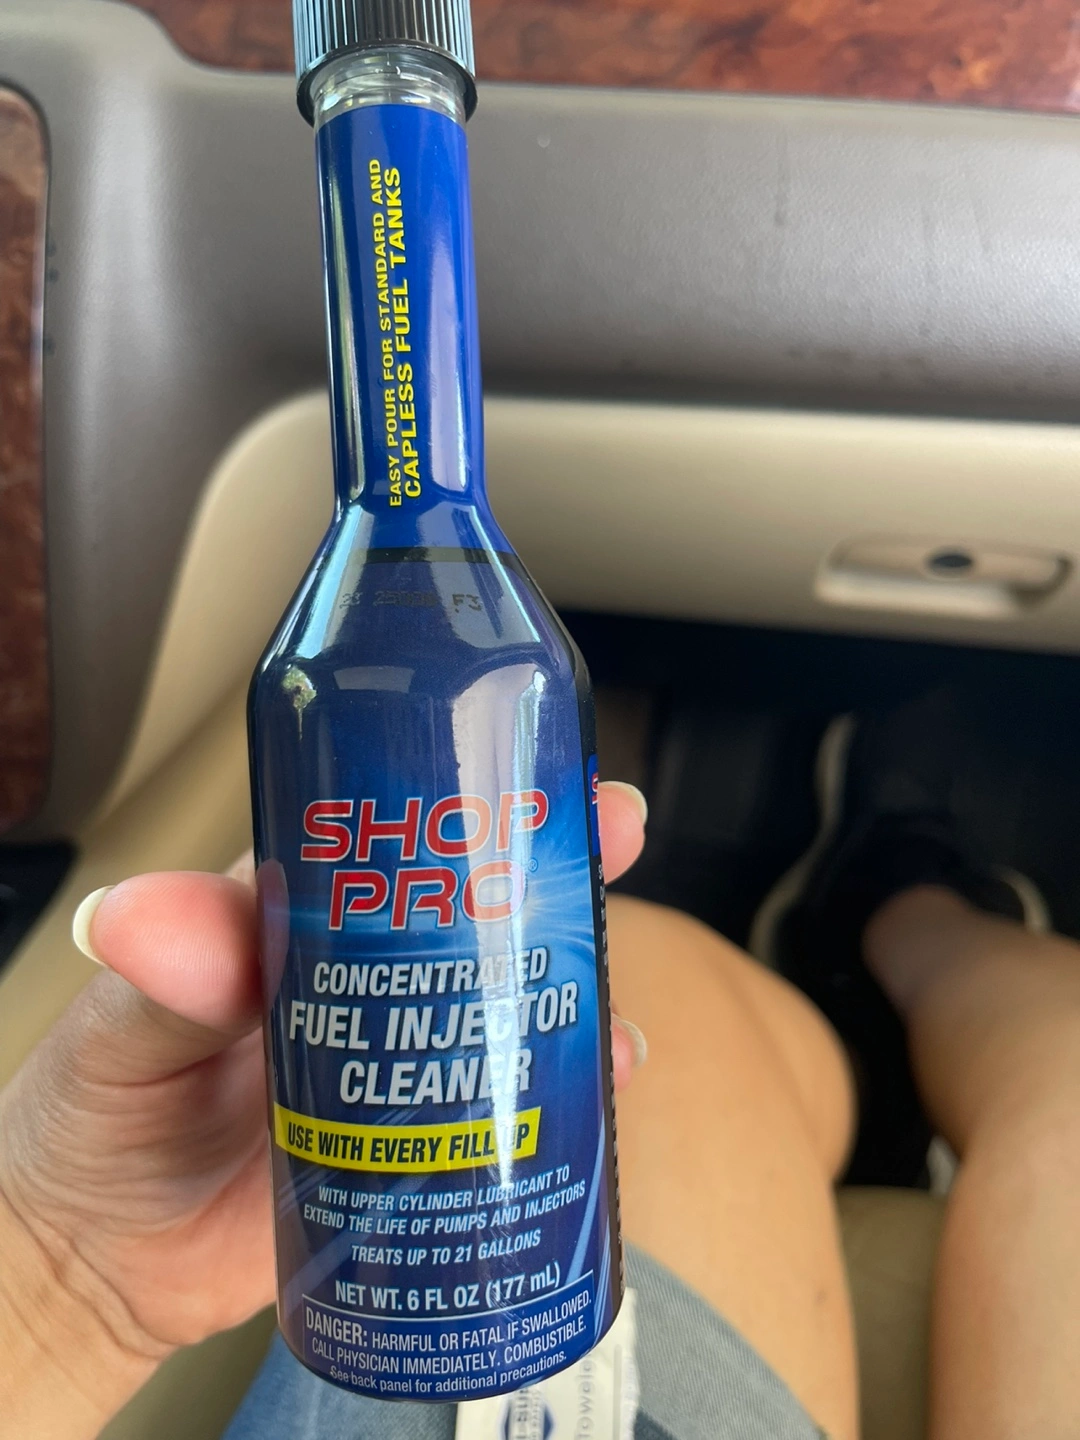 EASY POUR FOR STANDARD AND
CAPLESS FUEL TANKS
F3
SHOP
PRO®
CONCENTRATED
FUEL INJECTOR
CLEANER
USE WITH EVERY FILL UP
WITH UPPER CYLINDER LUBRICANT TO
EXTEND THE LIFE OF PUMPS AND INJECTORS
TREATS UP TO 21 GALLONS
NET WT. 6 FL OZ (177 mL)
DANGER: HARMFUL OR FATAL IF SWALLOWED.
CALL PHYSICIAN IMMEDIATELY. COMBUSTIBLE.
See back panel for additional precautions.